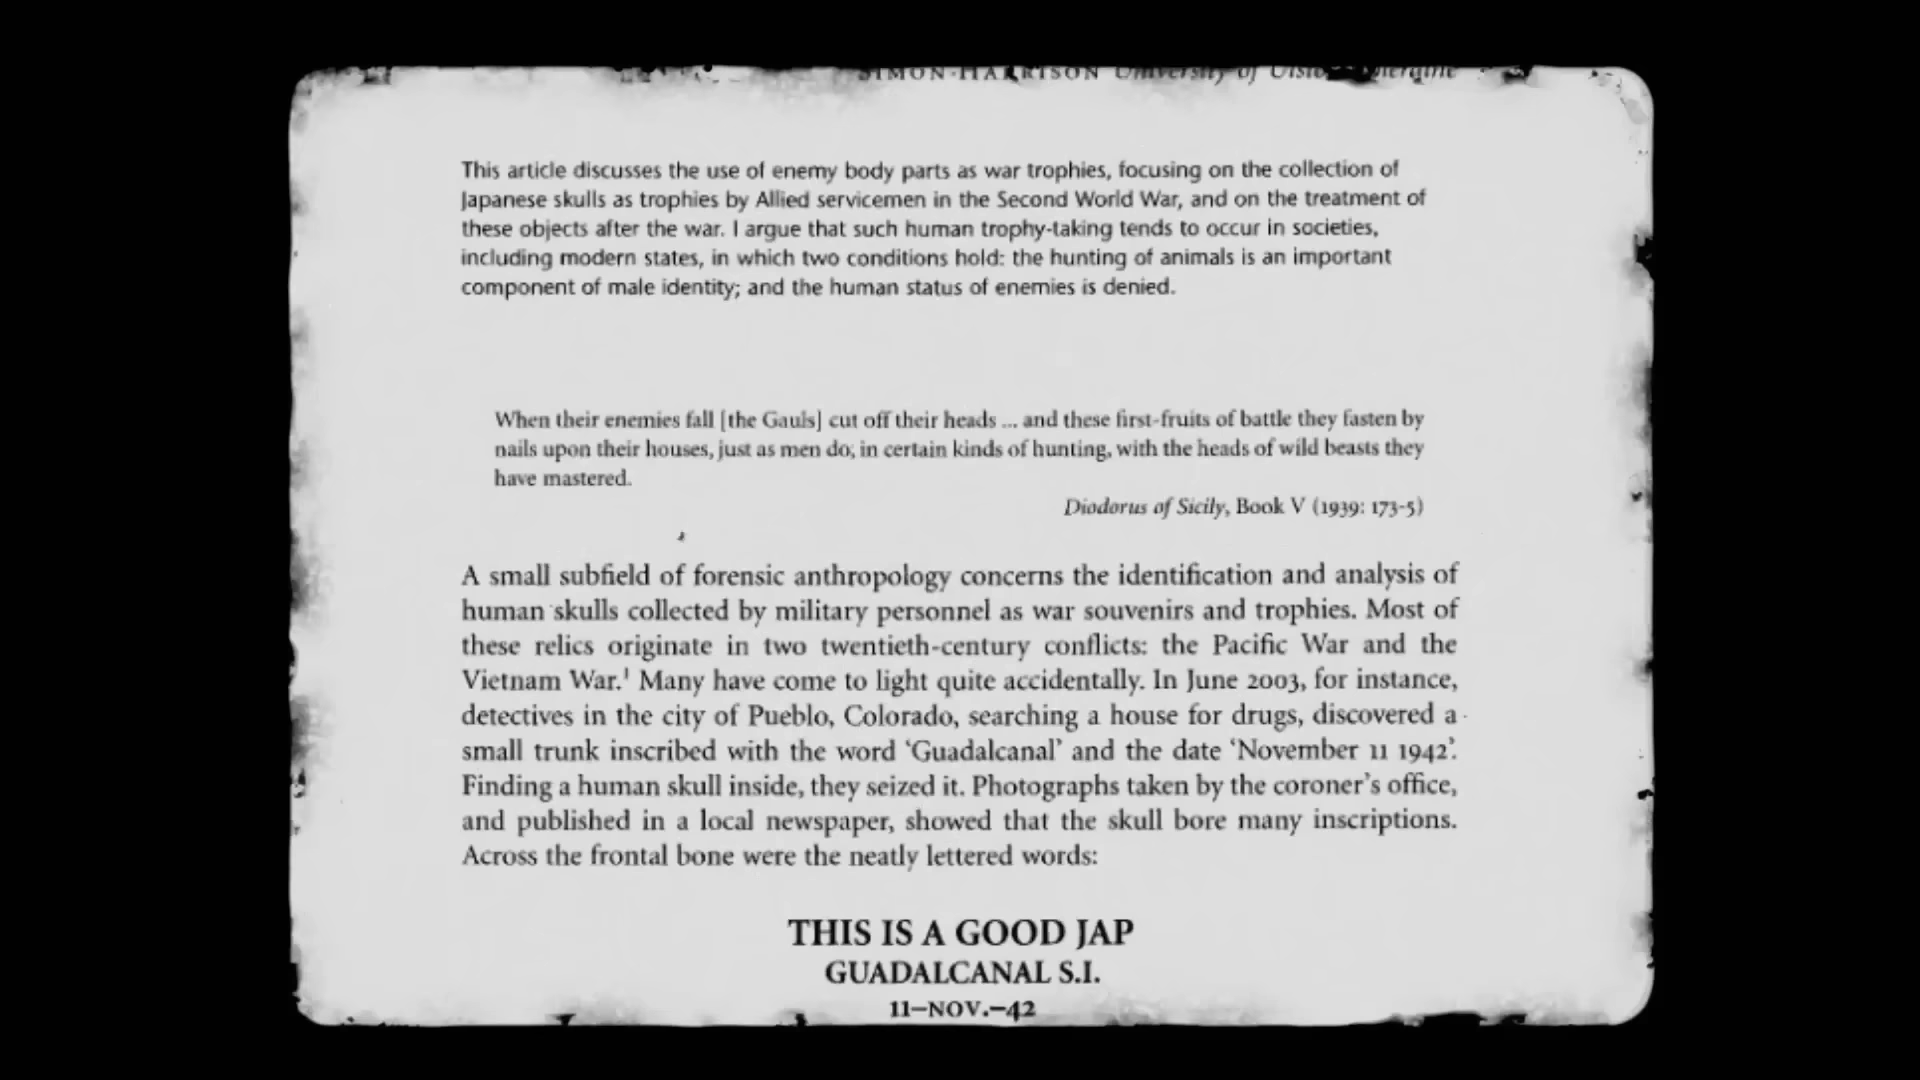 SIMON HARRISON University of Ulster
This article discusses the use of enemy body parts as war trophies, focusing on the collection of
Japanese skulls as trophies by Allied servicemen in the Second World War, and on the treatment of
these objects after the war. I argue that such human trophy-taking tends to occur in societies,
including modern states, in which two conditions hold: the hunting of animals is an important
component of male identity; and the human status of enemies is denied.
When their enemies fall [the Gauls] cut off their heads ... and these first-fruits of battle they fasten by
nails upon their houses, just as men do, in certain kinds of hunting, with the heads of wild beasts they
have mastered.
Diodorus of Sicily, Book V (1939: 173-5)
A small subfield of forensic anthropology concerns the identification and analysis of
human skulls collected by military personnel as war souvenirs and trophies. Most of
these relics originate in two twentieth-century conflicts: the Pacific War and the
Vietnam War.¹ Many have come to light quite accidentally. In June 2003, for instance,
detectives in the city of Pueblo, Colorado, searching a house for drugs, discovered a
small trunk inscribed with the word ‘Guadalcanal’ and the date ‘November 11 1942’.
Finding a human skull inside, they seized it. Photographs taken by the coroner’s office,
and published in a local newspaper, showed that the skull bore many inscriptions.
Across the frontal bone were the neatly lettered words:
THIS IS A GOOD JAP
GUADALCANAL S.I.
11–NOV.–42